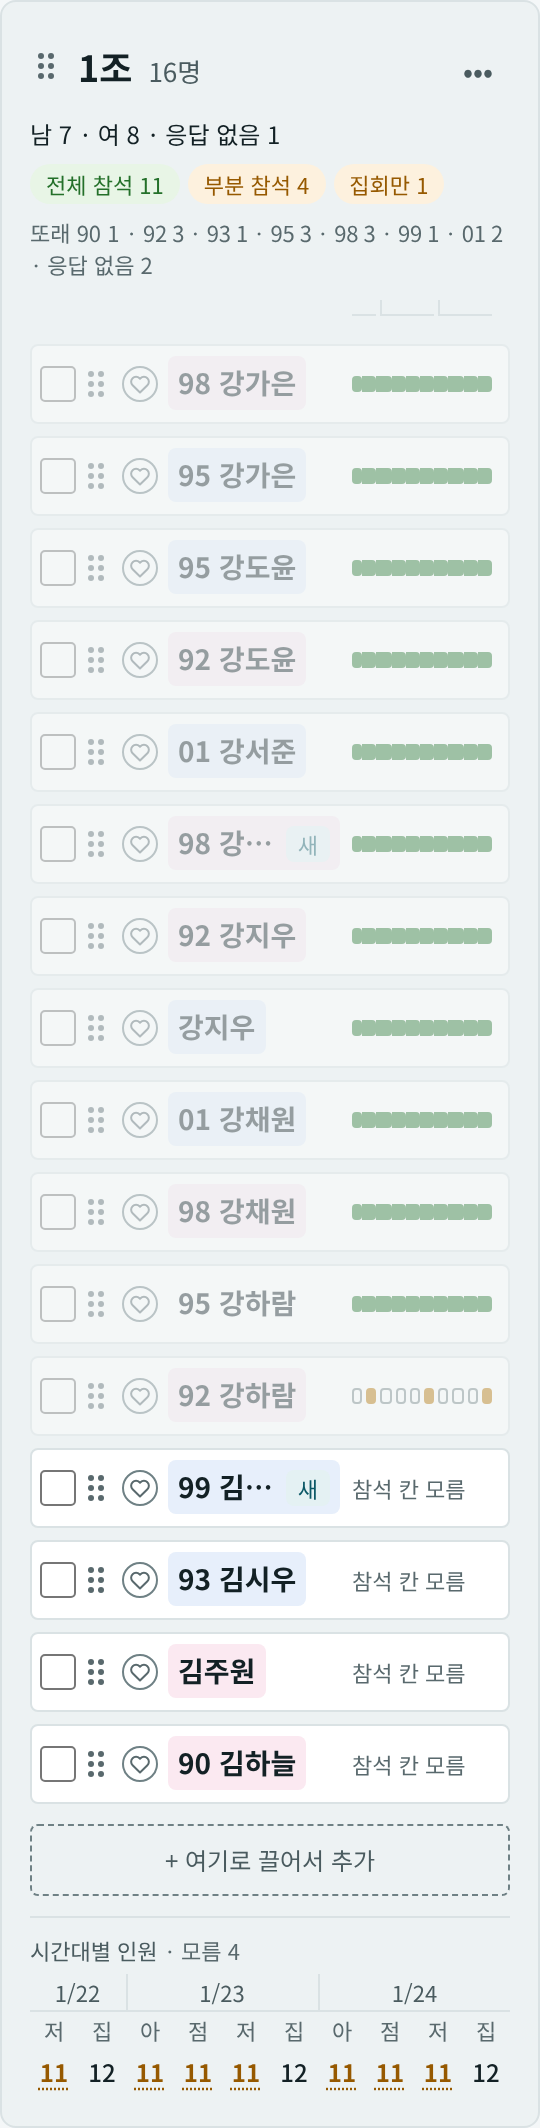 1조 16명
남 7 · 여 8 · 응답 없음 1
전체 참석 11 부분 참석 4 집회만 1
또래 90 1 · 92 3 · 93 1 · 95 3 · 98 3 · 99 1 · 01 2
· 응답 없음 2
98 강가은
95 강가은
95 강도윤
92 강도윤
01 강서준
98 강··· 새
92 강지우
강지우
01 강채원
98 강채원
95 강하람
92 강하람
99 김··· 새 참석 칸 모름
93 김시우 참석 칸 모름
김주원 참석 칸 모름
90 김하늘 참석 칸 모름
+ 여기로 끌어서 추가
시간대별 인원 · 모름 4
1/22 1/23 1/24
저 집 아 점 저 집 아 점 저 집
11 12 11 11 11 12 11 11 11 12